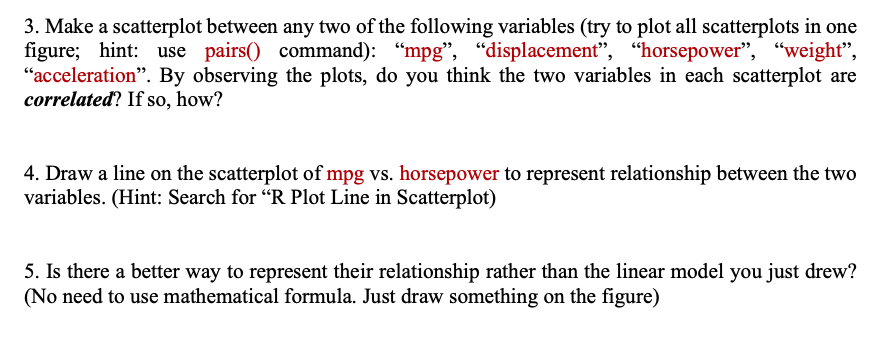 3. Make a scatterplot between any two of the following variables (try to plot all scatterplots in one
figure; hint: use pairs() command): “mpg”, “displacement”, “horsepower”, “weight”,
“acceleration”. By observing the plots, do you think the two variables in each scatterplot are
correlated? If so, how?
4. Draw a line on the scatterplot of mpg vs. horsepower to represent relationship between the two
variables. (Hint: Search for “R Plot Line in Scatterplot)
5. Is there a better way to represent their relationship rather than the linear model you just drew?
(No need to use mathematical formula. Just draw something on the figure)